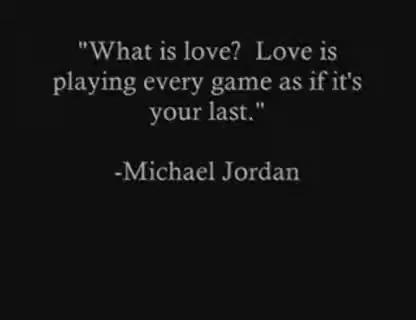 "What is love?  Love is
playing every game as if it's
your last."
-Michael Jordan